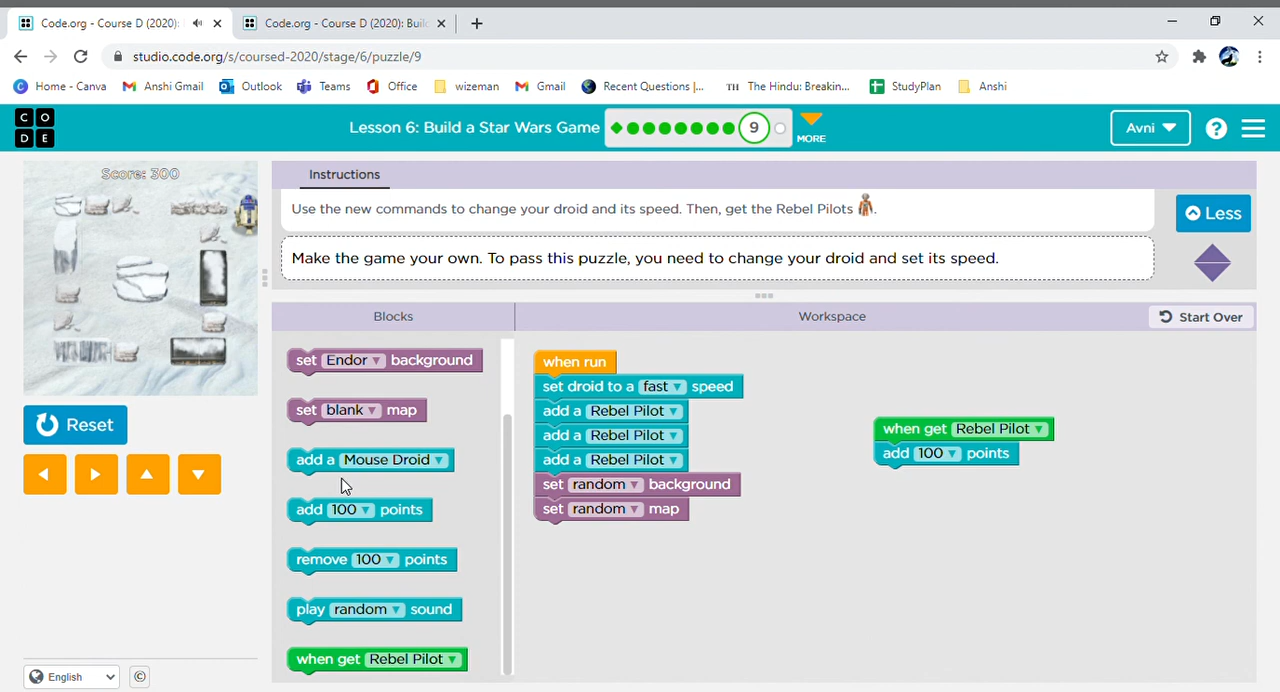 Code.org - Course D (2020):
Code.org - Course D (2020): Buil
studio.code.org/s/coursed-2020/stage/6/puzzle/9
Home - Canva
Anshi Gmail
Outlook
Teams
Office
wizeman
Gmail
Recent Questions |...
TH The Hindu: Breakin...
StudyPlan
Anshi
C O
D E
Lesson 6: Build a Star Wars Game
9
MORE
Avni
?
Score: 300
Instructions
Use the new commands to change your droid and its speed. Then, get the Rebel Pilots .
Less
Make the game your own. To pass this puzzle, you need to change your droid and set its speed.
Blocks
Workspace
Start Over
set Endor background
set blank map
add a Mouse Droid
add 100 points
remove 100 points
play random sound
when get Rebel Pilot
when run
set droid to a fast speed
add a Rebel Pilot
add a Rebel Pilot
add a Rebel Pilot
set random background
set random map
when get Rebel Pilot
add 100 points
Reset
English
©